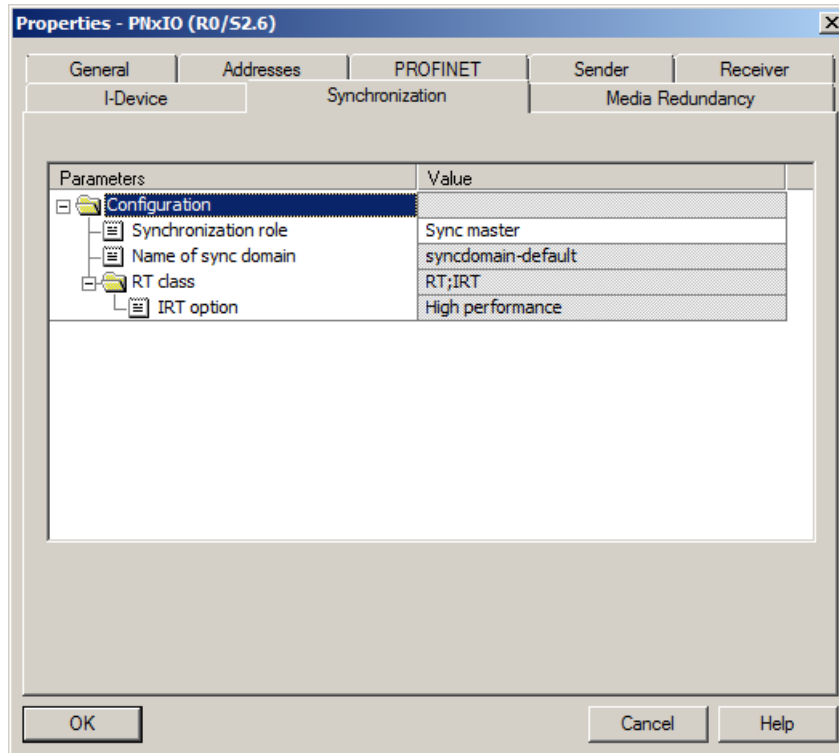 Properties - PNxIO (R0/S2.6)
General Addresses PROFINET Sender Receiver
I-Device Synchronization Media Redundancy
Parameters Value
Configuration
Synchronization role Sync master
Name of sync domain syncdomain-default
RT class RT;IRT
IRT option High performance
OK Cancel Help